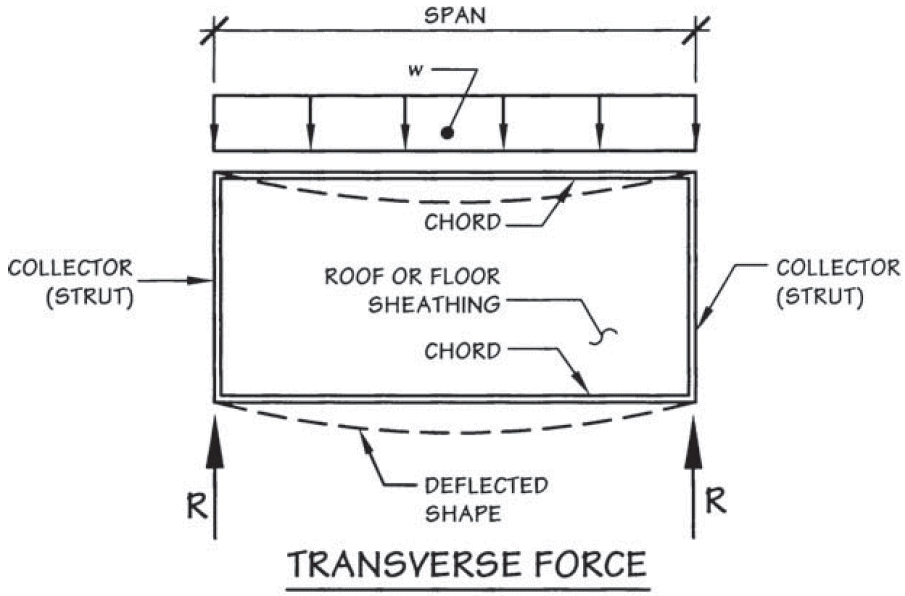 SPAN
w
CHORD
COLLECTOR
(STRUT)
ROOF OR FLOOR
SHEATHING
COLLECTOR
(STRUT)
CHORD
R
DEFLECTED
SHAPE
R
TRANSVERSE FORCE